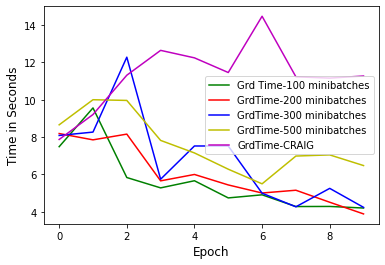 14
12
10
8
6
4
Time in Seconds
Grd Time-100 minibatches
GrdTime-200 minibatches
GrdTime-300 minibatches
GrdTime-500 minibatches
GrdTime-CRAIG
0 2 4 6 8
Epoch